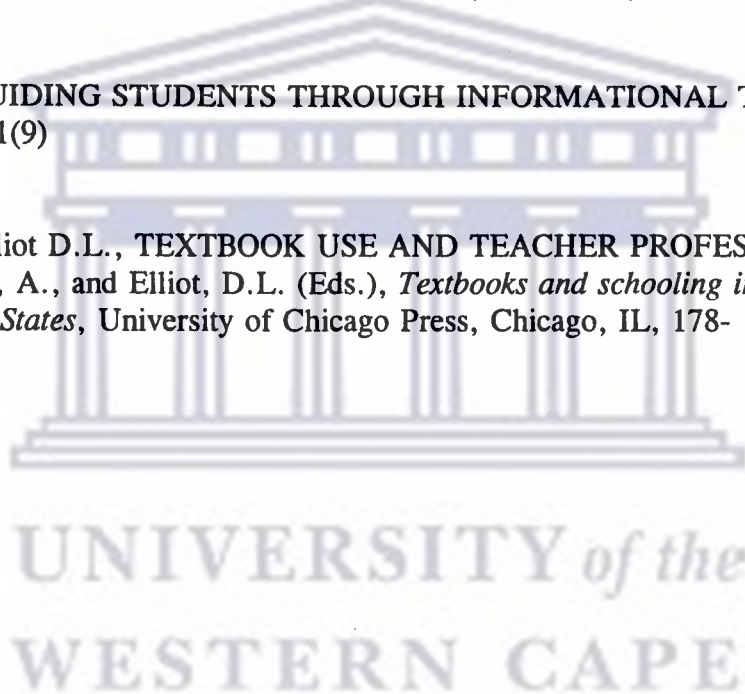 UIDING STUDENTS THROUGH INFORMATIONAL
1(9)
liot D.L., TEXTBOOK USE AND TEACHER PROFES
, A., and Elliot, D.L. (Eds.), Textbooks and schooling i
States, University of Chicago Press, Chicago, IL, 178-
UNIVERSITY of the
WESTERN CAPE